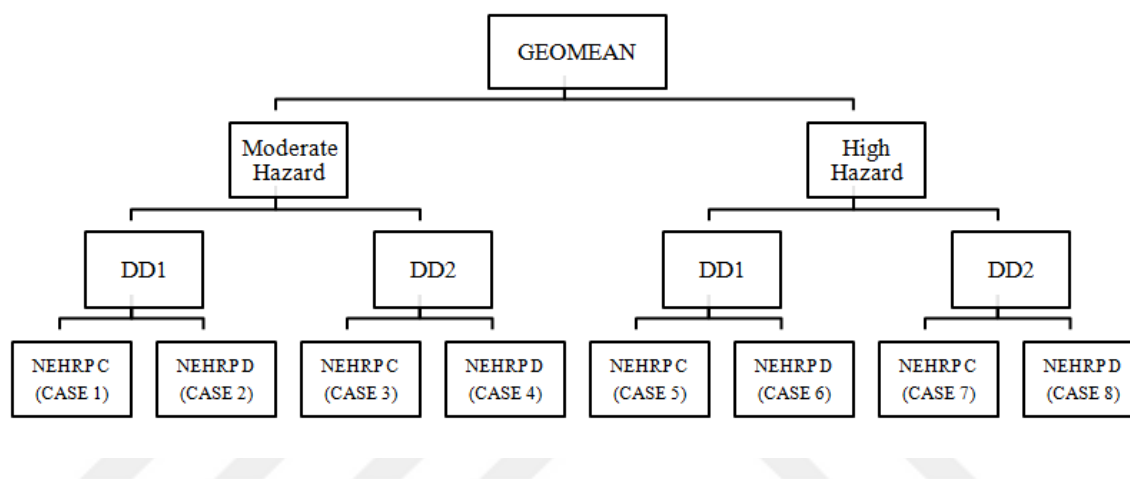 GEOMEAN
Moderate
Hazard
High
Hazard
DD1
DD2
DD1
DD2
NEHRP C
(CASE 1)
NEHRP D
(CASE 2)
NEHRP C
(CASE 3)
NEHRP D
(CASE 4)
NEHRP C
(CASE 5)
NEHRP D
(CASE 6)
NEHRP C
(CASE 7)
NEHRP D
(CASE 8)